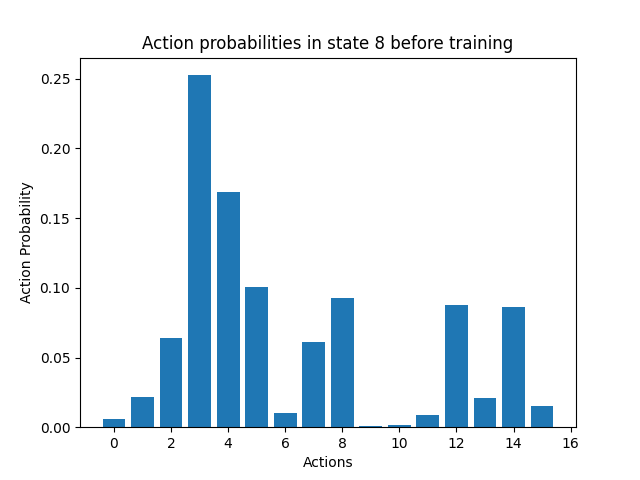 Action probabilities in state 8 before training
0.25
0.20
0.15
0.10
0.05
0.00
Action Probability
0 2 4 6 8 10 12 14 16
Actions